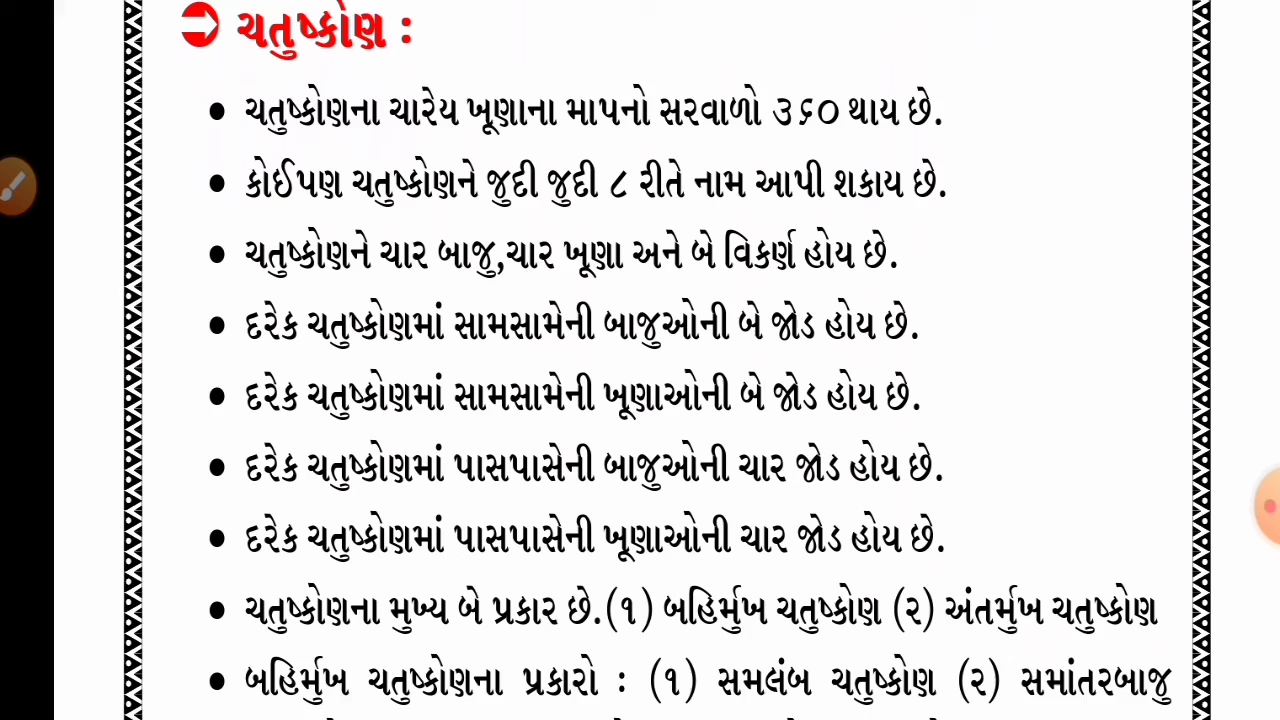 ➲ ચતુષ્કોણ :
• ચતુષ્કોણના ચારેય ખૂણાના માપનો સરવાળો ૩૬૦ થાય છે.
• કોઈપણ ચતુષ્કોણને જુદી જુદી ૮ રીતે નામ આપી શકાય છે.
• ચતુષ્કોણને ચાર બાજુ,ચાર ખૂણા અને બે વિકર્ણ હોય છે.
• દરેક ચતુષ્કોણમાં સામસામેની બાજુઓની બે જોડ હોય છે.
• દરેક ચતુષ્કોણમાં સામસામેની ખૂણાઓની બે જોડ હોય છે.
• દરેક ચતુષ્કોણમાં પાસપાસેની બાજુઓની ચાર જોડ હોય છે.
• દરેક ચતુષ્કોણમાં પાસપાસેની ખૂણાઓની ચાર જોડ હોય છે.
• ચતુષ્કોણના મુખ્ય બે પ્રકાર છે.(૧) બહિર્મુખ ચતુષ્કોણ (૨) અંતર્મુખ ચતુષ્કોણ
• બહિર્મુખ ચતુષ્કોણના પ્રકારો : (૧) સમલંબ ચતુષ્કોણ (૨) સમાંતરબાજુ